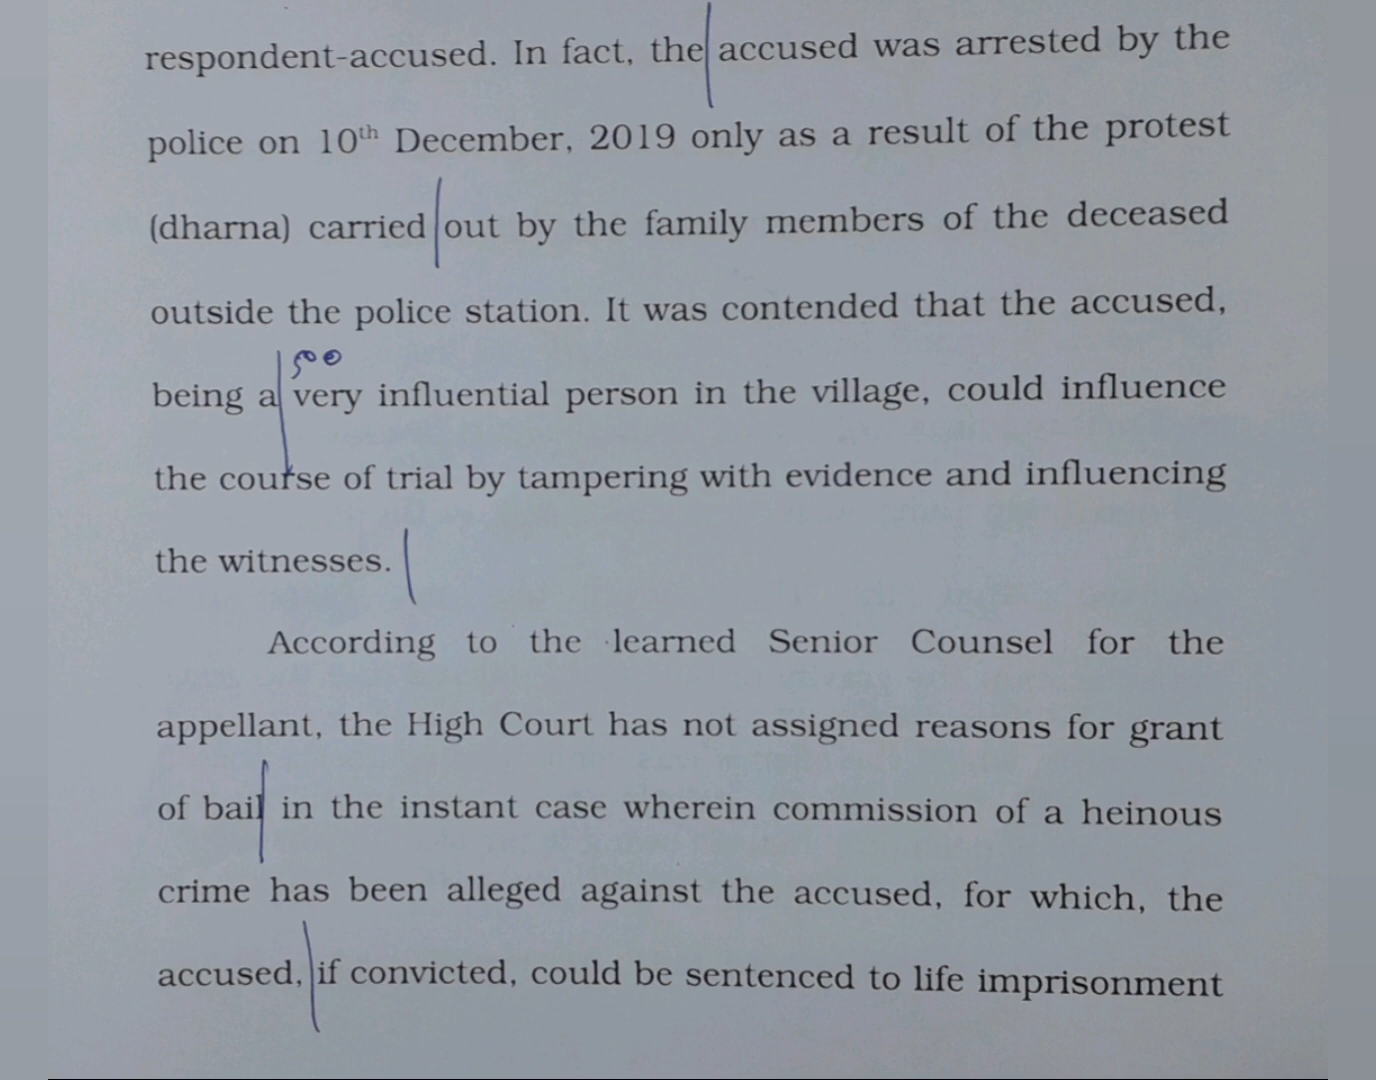 respondent-accused. In fact, the accused was arrested by the
police on 10th December, 2019 only as a result of the protest
(dharna) carried out by the family members of the deceased
outside the police station. It was contended that the accused,
500
being a very influential person in the village, could influence
the course of trial by tampering with evidence and influencing
the witnesses.
According to the learned Senior Counsel for the
appellant, the High Court has not assigned reasons for grant
of bail in the instant case wherein commission of a heinous
crime has been alleged against the accused, for which, the
accused, if convicted, could be sentenced to life imprisonment